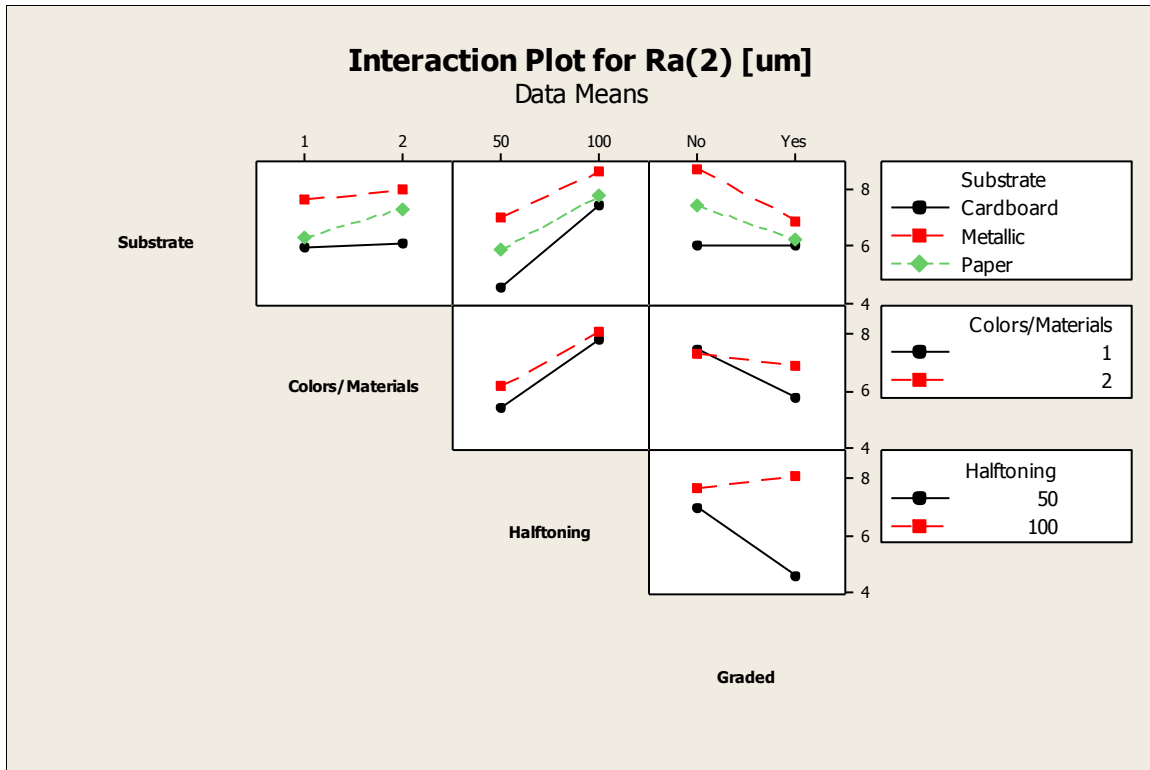 Interaction Plot for Ra(2) [um]
Data Means
1 2 50 100 No Yes
Substrate
8
6
4
Substrate
Cardboard
Metallic
Paper
Colors/Materials
8
6
4
Colors/Materials
1
2
Halftoning
8
6
4
Halftoning
50
100
Graded